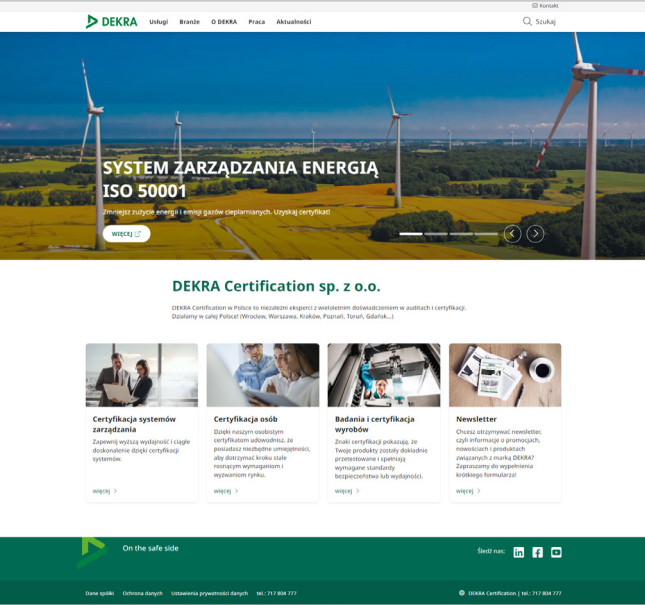 Kontakt
DEKRA Usługi Branże O DEKRA Praca Aktualności Szukaj
SYSTEM ZARZĄDZANIA ENERGIĄ
ISO 50001
Zmniejsz zużycie energii i emisji gazów cieplarnianych. Uzyskaj certyfikat!
WIĘCEJ
DEKRA Certification sp. z o.o.
DEKRA Certification w Polsce to niezależni eksperci z wieloletnim doświadczeniem w auditach i certyfikacji.
Działamy w całej Polsce! (Wrocław, Warszawa, Kraków, Poznań, Toruń, Gdańsk...)
Certyfikacja systemów
zarządzania
Zapewnij wyższą wydajność i ciągłe
doskonalenie dzięki certyfikacji
systemów.
więcej
Certyfikacja osób
Dzięki naszym osobistym
certyfikatom udowodnisz, że
posiadasz niezbędne umiejętności,
aby dotrzymać kroku stale
rosnącym wymaganiom i
wyzwaniom rynku.
więcej
Badania i certyfikacja
wyrobów
Znaki certyfikacji pokazują, że
Twoje produkty zostały dokładnie
przetestowane i spełniają
wymagane standardy
bezpieczeństwa lub wydajności.
więcej
Newsletter
Chcesz otrzymywać newsletter,
czyli informacje o promocjach,
nowościach i produktach
związanych z marką DEKRA?
Zapraszamy do wypełnienia
krótkiego formularza!
więcej
On the safe side
Śledź nas:
Dane spółki Ochrona danych Ustawienia prywatności danych tel.: 717 804 777
DEKRA Certification | tel.: 717 804 777